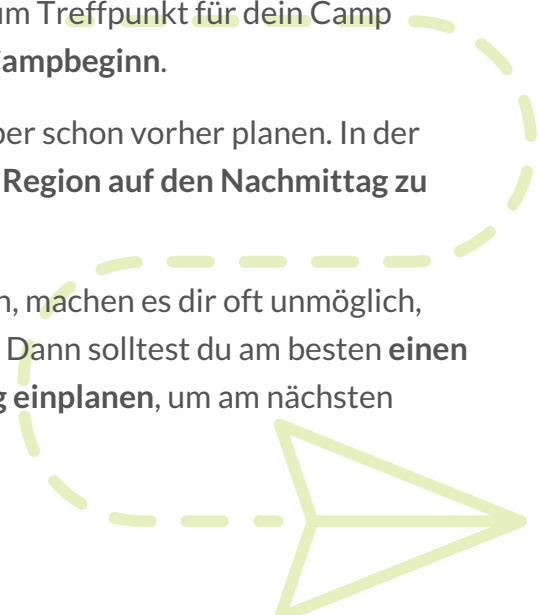 um Treffpunkt für dein Camp
Campbeginn.
ber schon vorher planen. In der
Region auf den Nachmittag zu
n, machen es dir oft unmöglich,
Dann solltest du am besten einen
g einplanen, um am nächsten